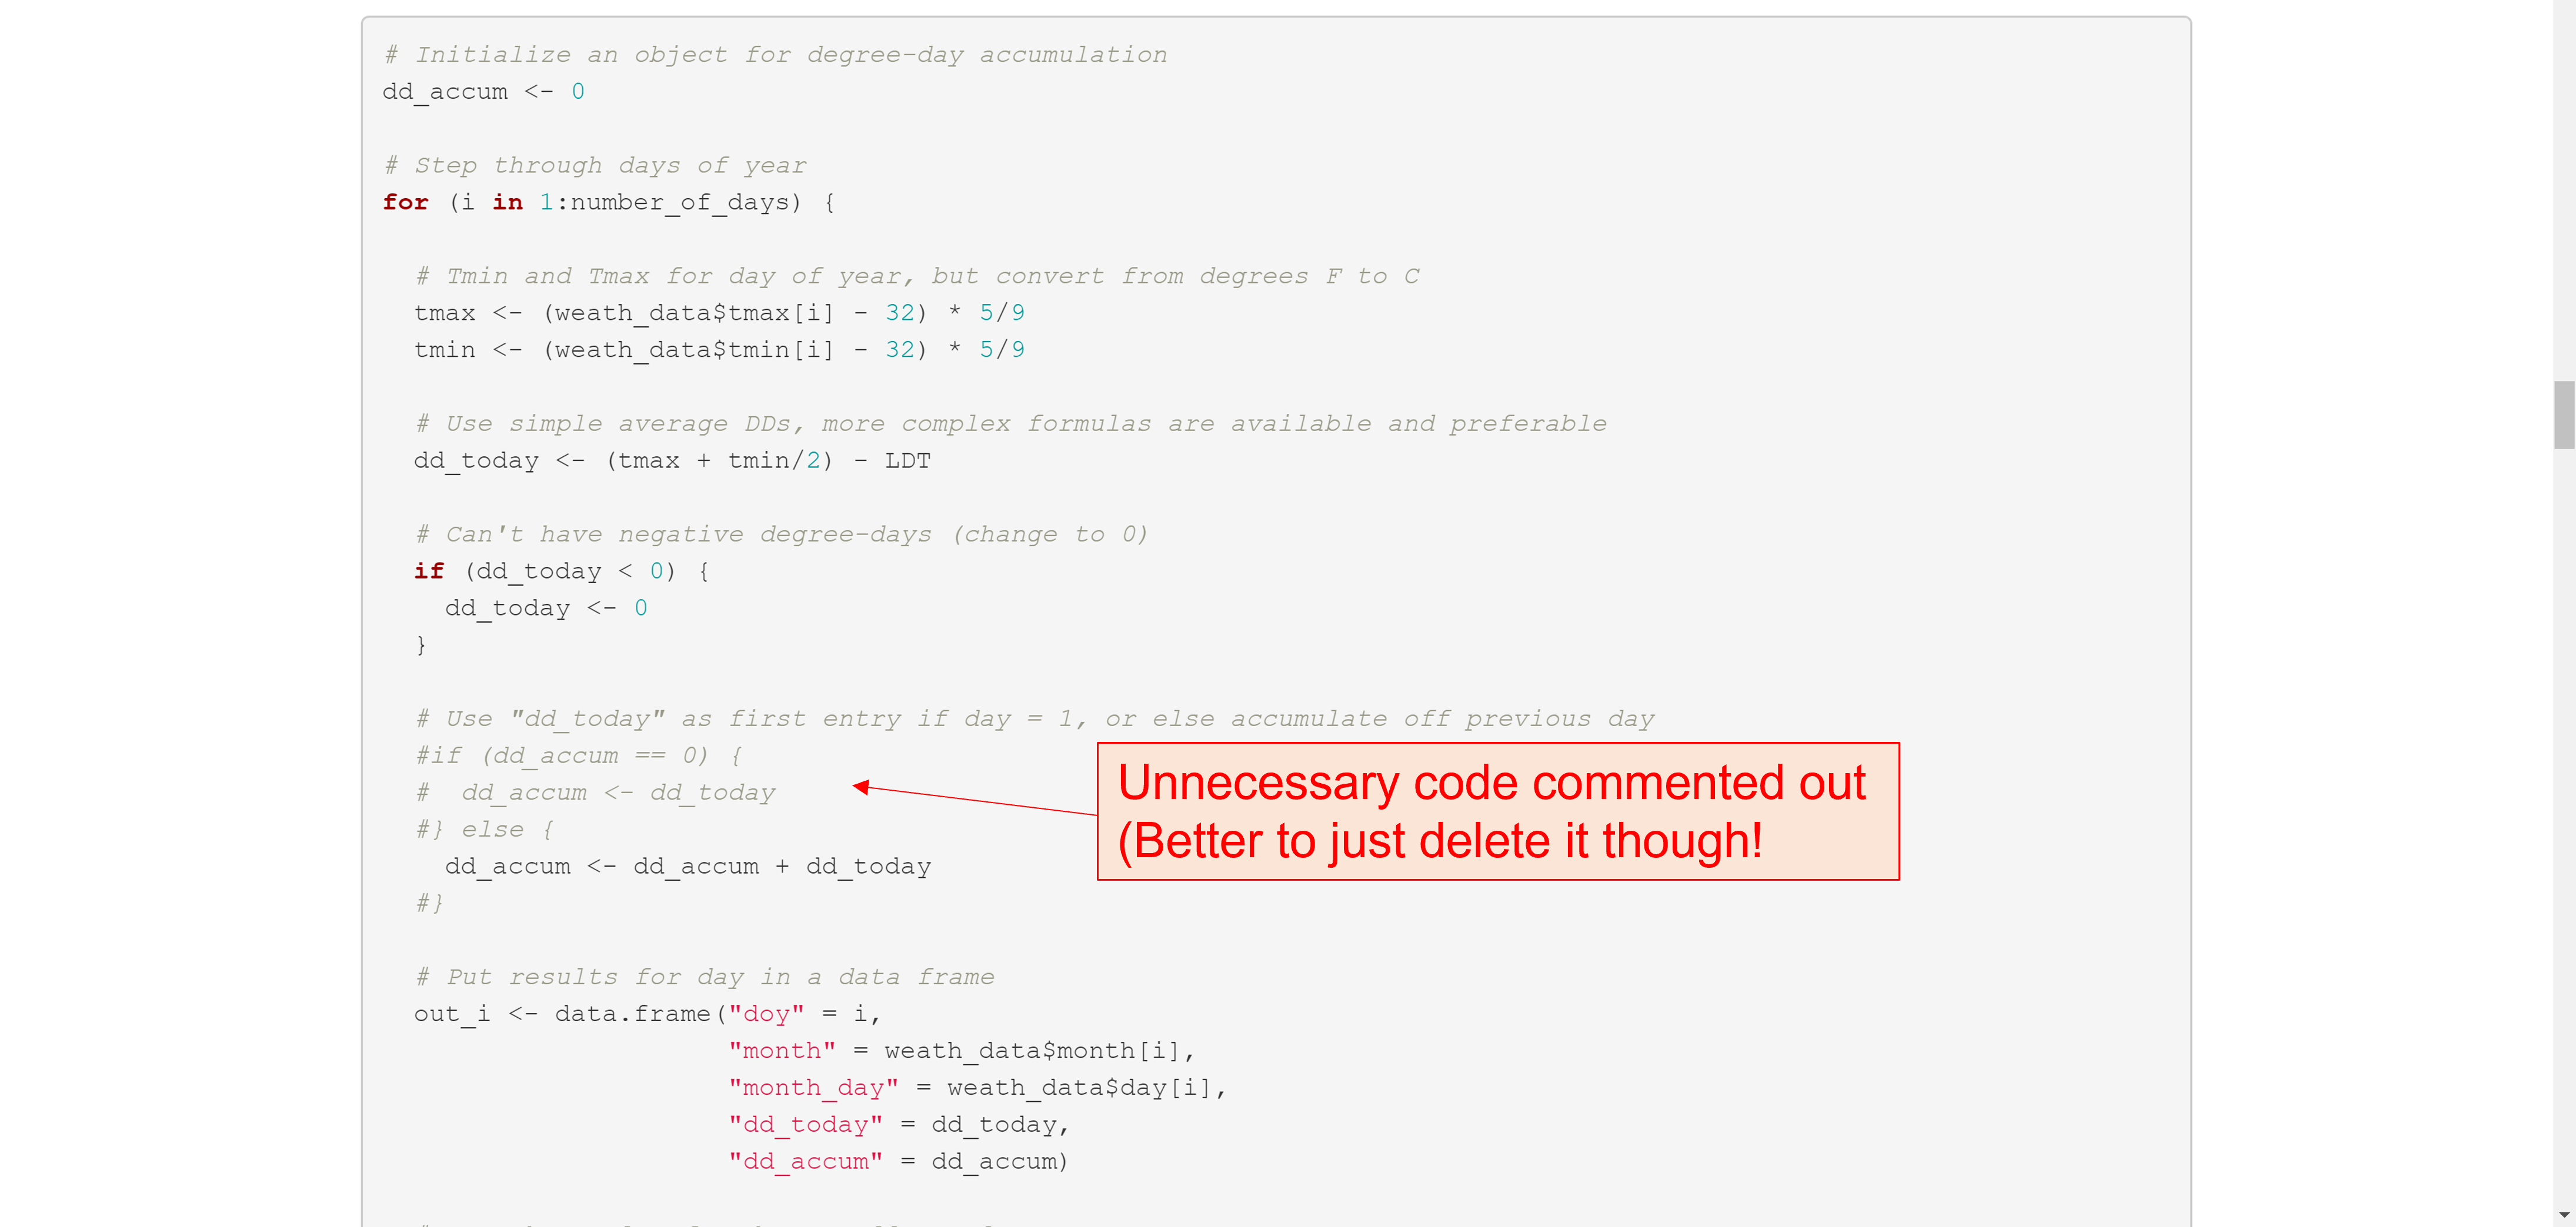 # Initialize an object for degree-day accumulation
dd_accum <- 0
# Step through days of year
for (i in 1:number_of_days) {
# Tmin and Tmax for day of year, but convert from degrees F to C
tmax <- (weath_data$tmax[i] - 32) * 5/9
tmin <- (weath_data$tmin[i] - 32) * 5/9
# Use simple average DDs, more complex formulas are available and preferable
dd_today <- (tmax + tmin/2) - LDT
# Can't have negative degree-days (change to 0)
if (dd_today < 0) {
dd_today <- 0
}
# Use "dd_today" as first entry if day = 1, or else accumulate off previous day
#if (dd_accum == 0) {
#  dd_accum <- dd_today
#} else {
dd_accum <- dd_accum + dd_today
#}
Unnecessary code commented out
(Better to just delete it though!
# Put results for day in a data frame
out_i <- data.frame("doy" = i,
"month" = weath_data$month[i],
"month_day" = weath_data$day[i],
"dd_today" = dd_today,
"dd_accum" = dd_accum)